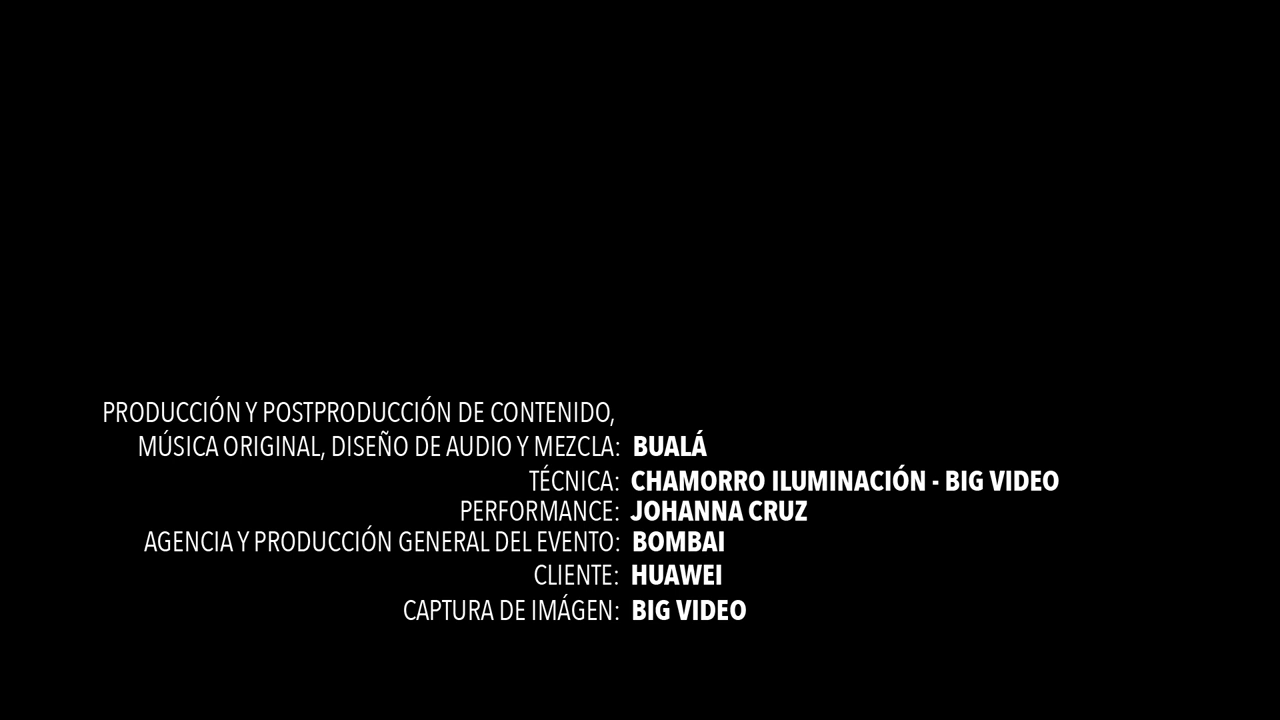 PRODUCCIÓN Y POSTPRODUCCIÓN DE CONTENIDO,
MÚSICA ORIGINAL, DISEÑO DE AUDIO Y MEZCLA: BUALÁ
TÉCNICA: CHAMORRO ILUMINACIÓN - BIG VIDEO
PERFORMANCE: JOHANNA CRUZ
AGENCIA Y PRODUCCIÓN GENERAL DEL EVENTO: BOMBAI
CLIENTE: HUAWEI
CAPTURA DE IMÁGEN: BIG VIDEO